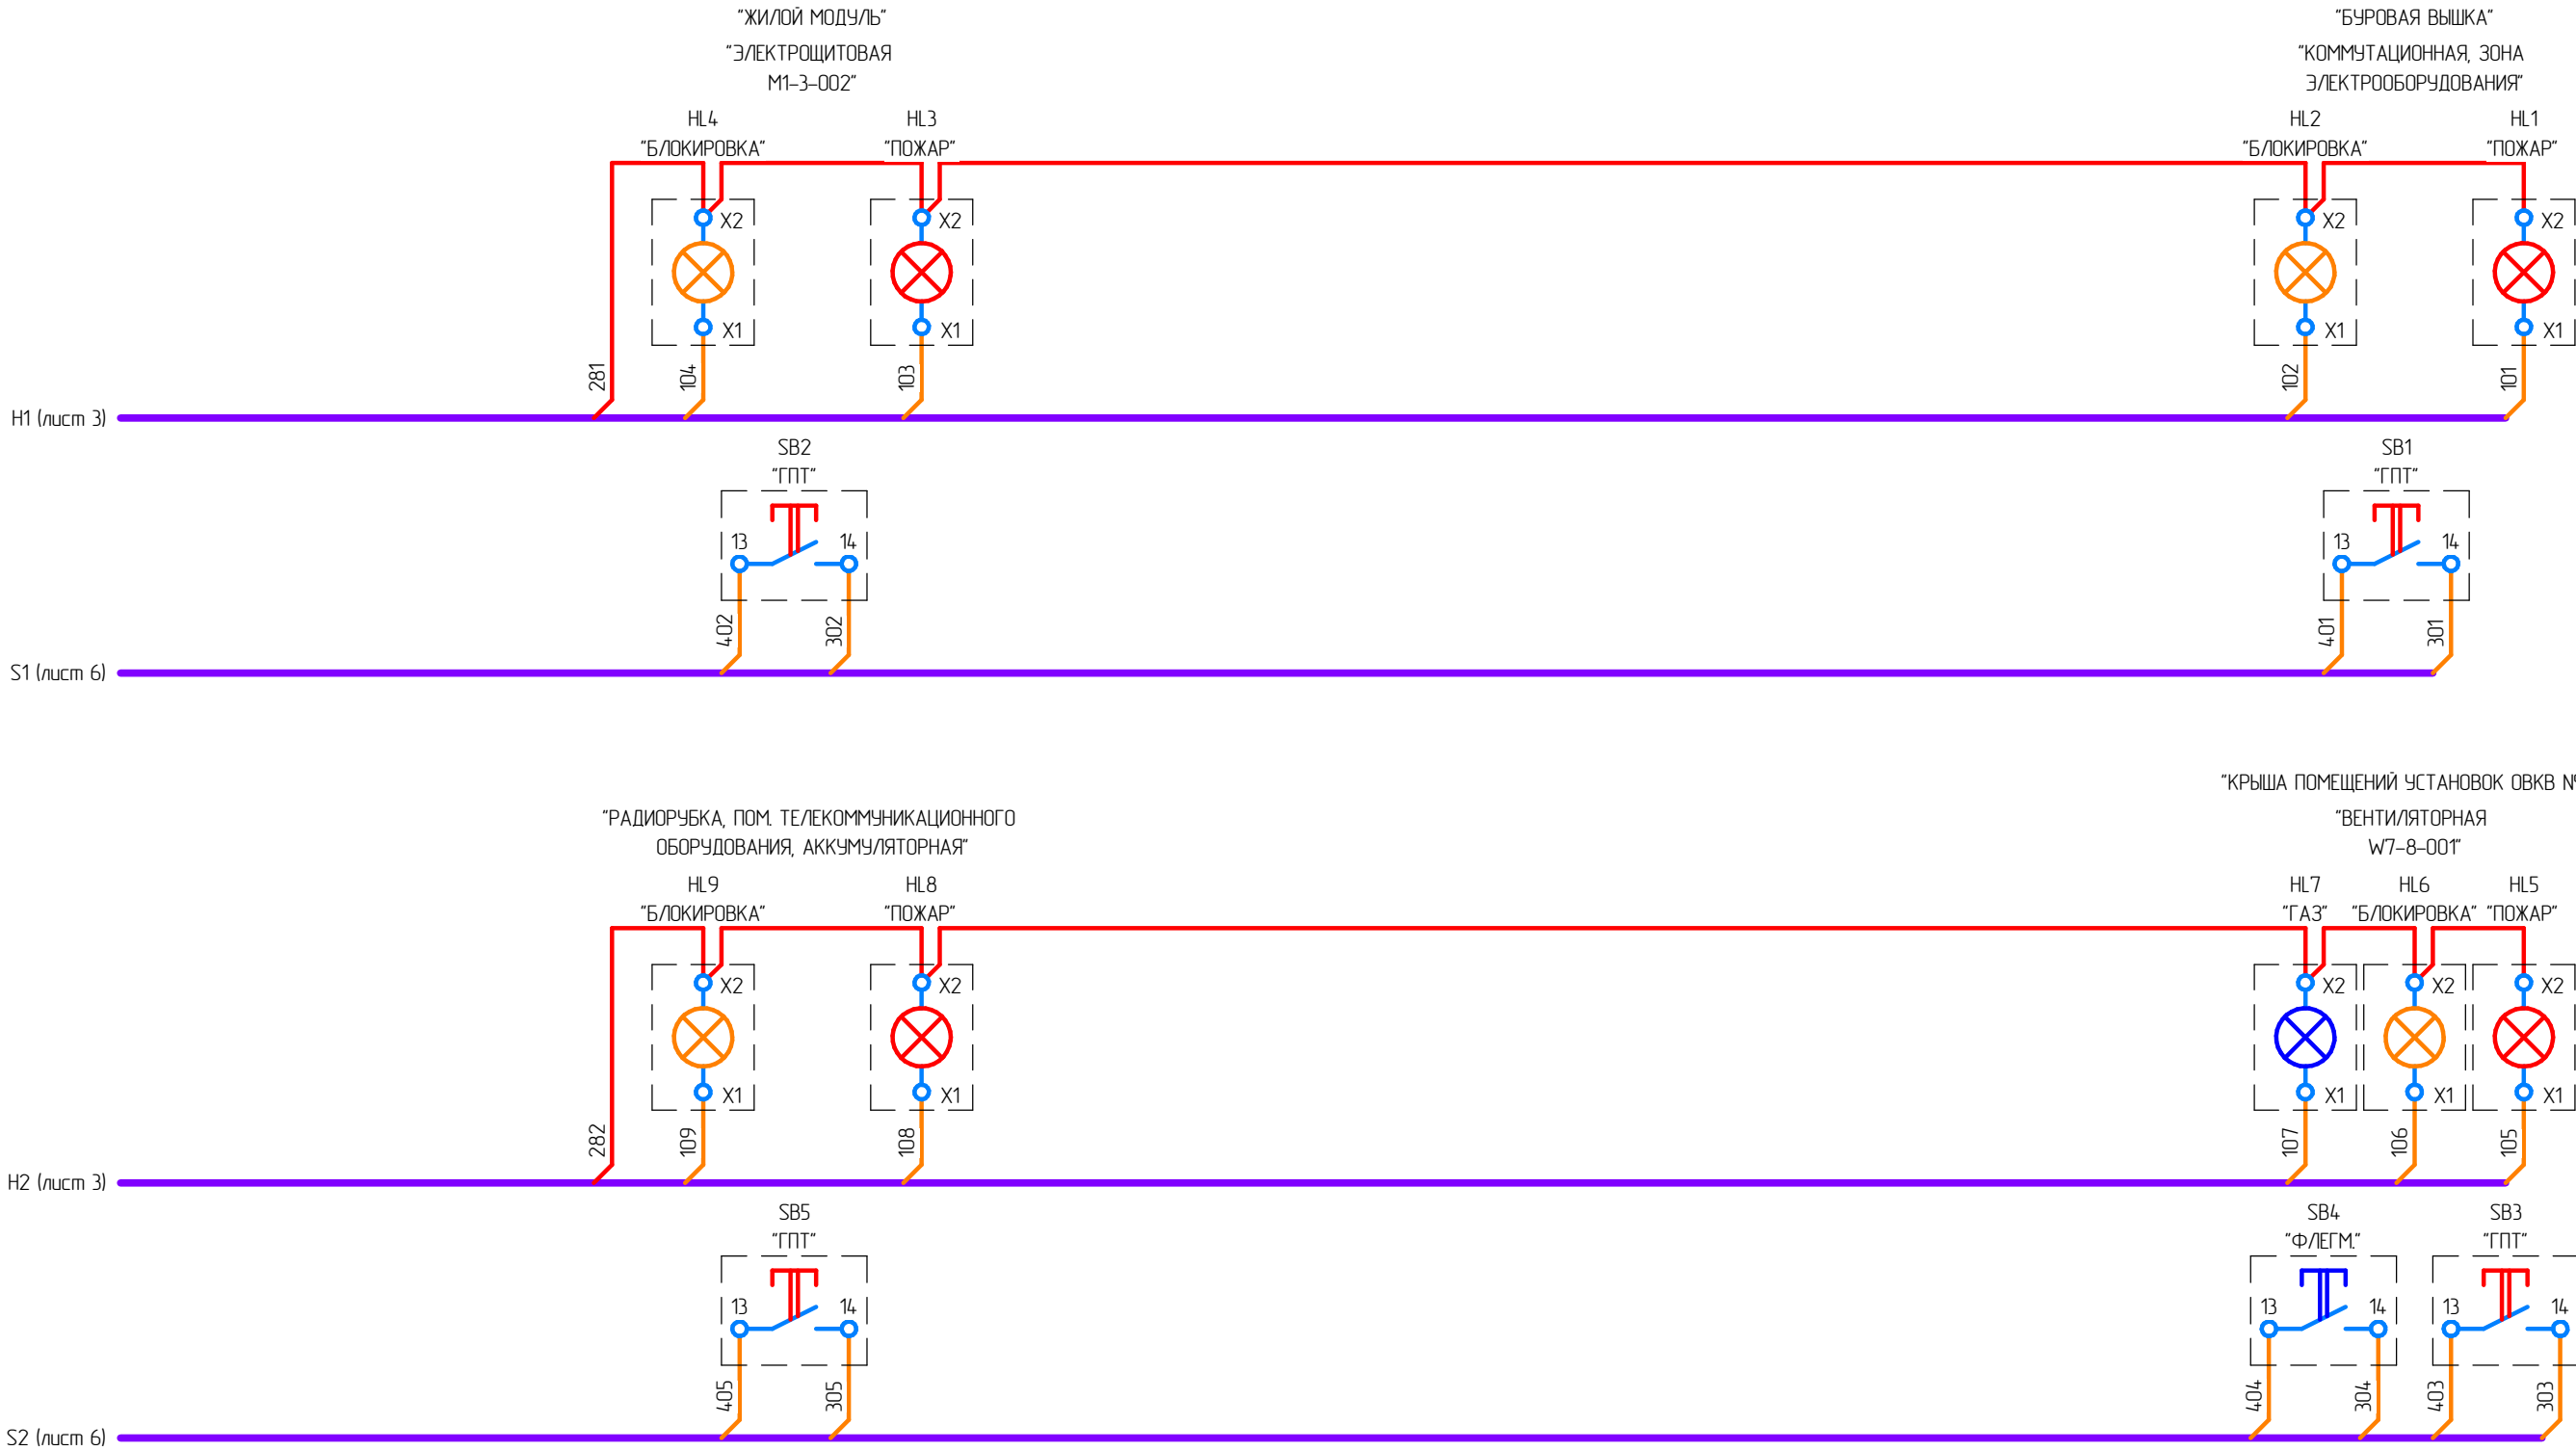 "ЖИЛОЙ МОДУЛЬ"
"ЭЛЕКТРОЩИТОВАЯ
М1-3-002"
"БУРОВАЯ ВЫШКА"
"КОММУТАЦИОННАЯ, ЗОНА
ЭЛЕКТРООБОРУДОВАНИЯ"
HL4
"БЛОКИРОВКА"
HL3
"ПОЖАР"
HL2
"БЛОКИРОВКА"
HL1
"ПОЖАР"
X2
X2
X2
X2
X1
X1
X1
X1
281
104
103
102
101
H1 (лист 3)
SB2
"ГПТ"
SB1
"ГПТ"
13
14
13
14
402
302
401
301
S1 (лист 6)
"РАДИОРУБКА, ПОМ. ТЕЛЕКОММУНИКАЦИОННОГО
ОБОРУДОВАНИЯ, АККУМУЛЯТОРНАЯ"
"КРЫША ПОМЕЩЕНИЙ УСТАНОВОК ОВКВ
"ВЕНТИЛЯТОРНАЯ
W7-8-001"
HL9
"БЛОКИРОВКА"
HL8
"ПОЖАР"
HL7
"ГАЗ"
HL6
"БЛОКИРОВКА"
HL5
"ПОЖАР"
X2
X2
X2
X2
X2
X1
X1
X1
X1
X1
282
109
108
107
106
105
H2 (лист 3)
SB5
"ГПТ"
SB4
"ФЛЕГМ."
SB3
"ГПТ"
13
14
13
14
13
14
405
305
404
304
403
303
S2 (лист 6)